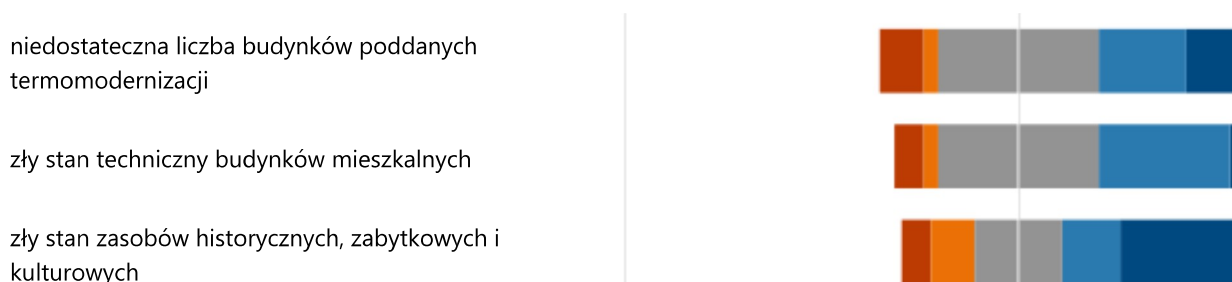 niedostateczna liczba budynków poddanych
termomodernizacji
zły stan techniczny budynków mieszkalnych
zły stan zasobów historycznych, zabytkowych i
kulturowych